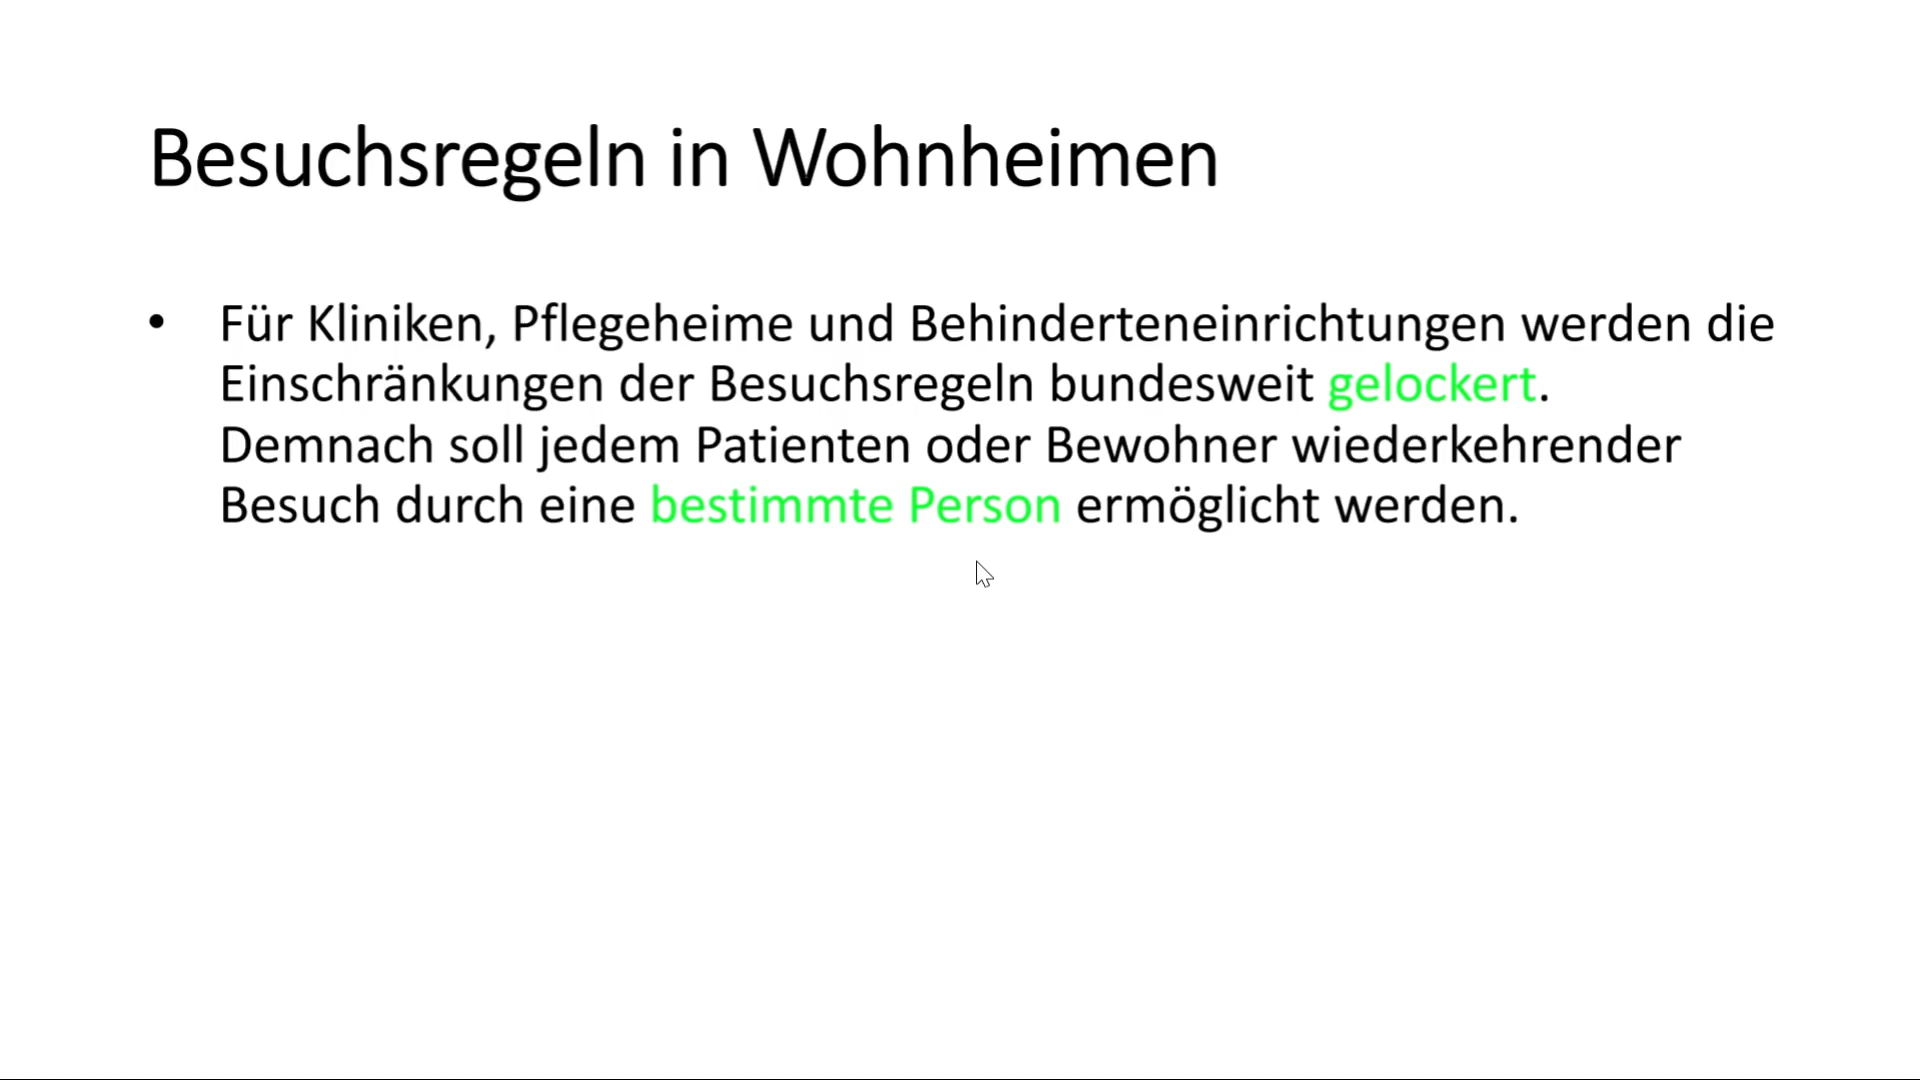 Besuchsregeln in Wohnheimen
• Für Kliniken, Pflegeheime und Behinderteneinrichtungen werden die
Einschränkungen der Besuchsregeln bundesweit gelockert.
Demnach soll jedem Patienten oder Bewohner wiederkehrender
Besuch durch eine bestimmte Person ermöglicht werden.